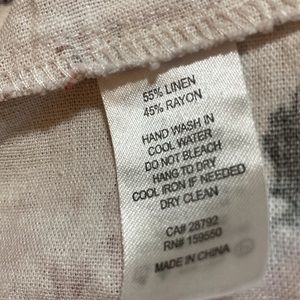 55% LINEN
45% RAYON
HAND WASH IN
COOL WATER
DO NOT BLEACH
HANG TO DRY
COOL IRON IF NEEDED
DRY CLEAN
CA# 28792
RN# 159550
MADE IN CHINA